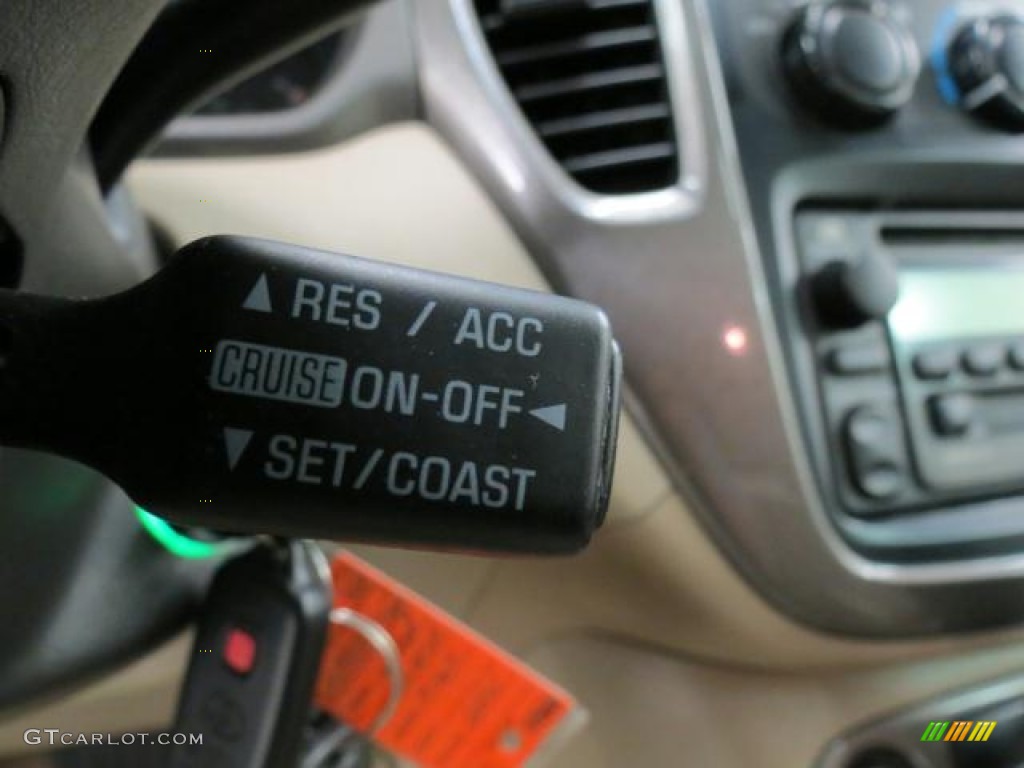 ▲ RES / ACC
CRUISE ON-OFF ◄
▼ SET/COAST
GTCARLOT.COM